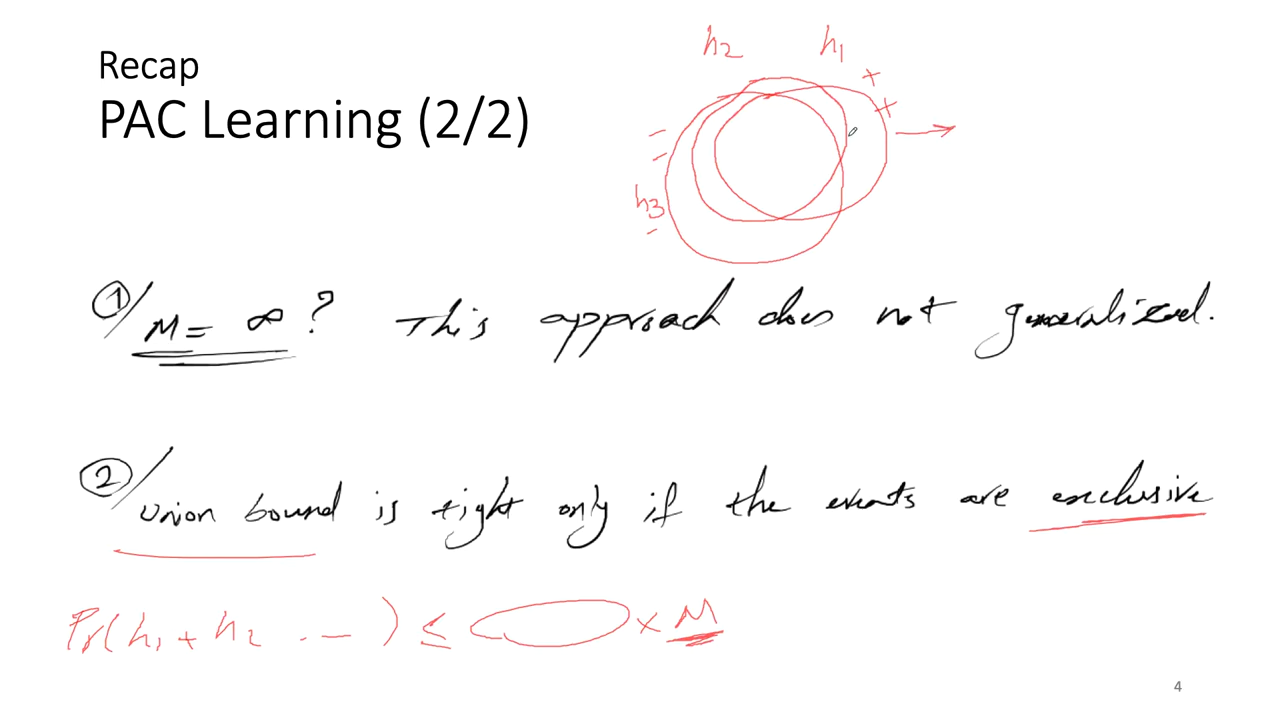 Recap
PAC Learning (2/2)
h2 h1
+
+
-
-
h3
-
① M = ∞ ? This approach does not generalized.
② Union bound is tight only if the events are exclusive
Pr(h1 + h2 ... ) ≤ × M
4